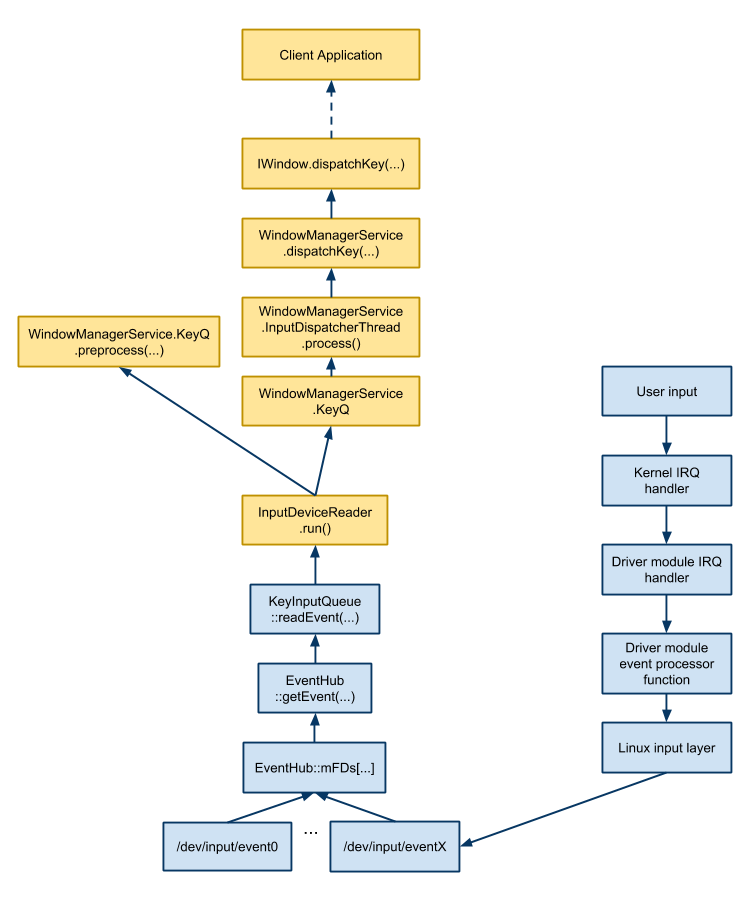 Client Application
IWindow.dispatchKey(...)
WindowManagerService
.dispatchKey(...)
WindowManagerService
.InputDispatcherThread
.process()
WindowManagerService.KeyQ
.preprocess(...)
WindowManagerService
.KeyQ
InputDeviceReader
.run()
KeyInputQueue
::readEvent(...)
EventHub
::getEvent(...)
EventHub::mFDs[...]
/dev/input/event0
...
/dev/input/eventX
User input
Kernel IRQ
handler
Driver module IRQ
handler
Driver module
event processor
function
Linux input layer